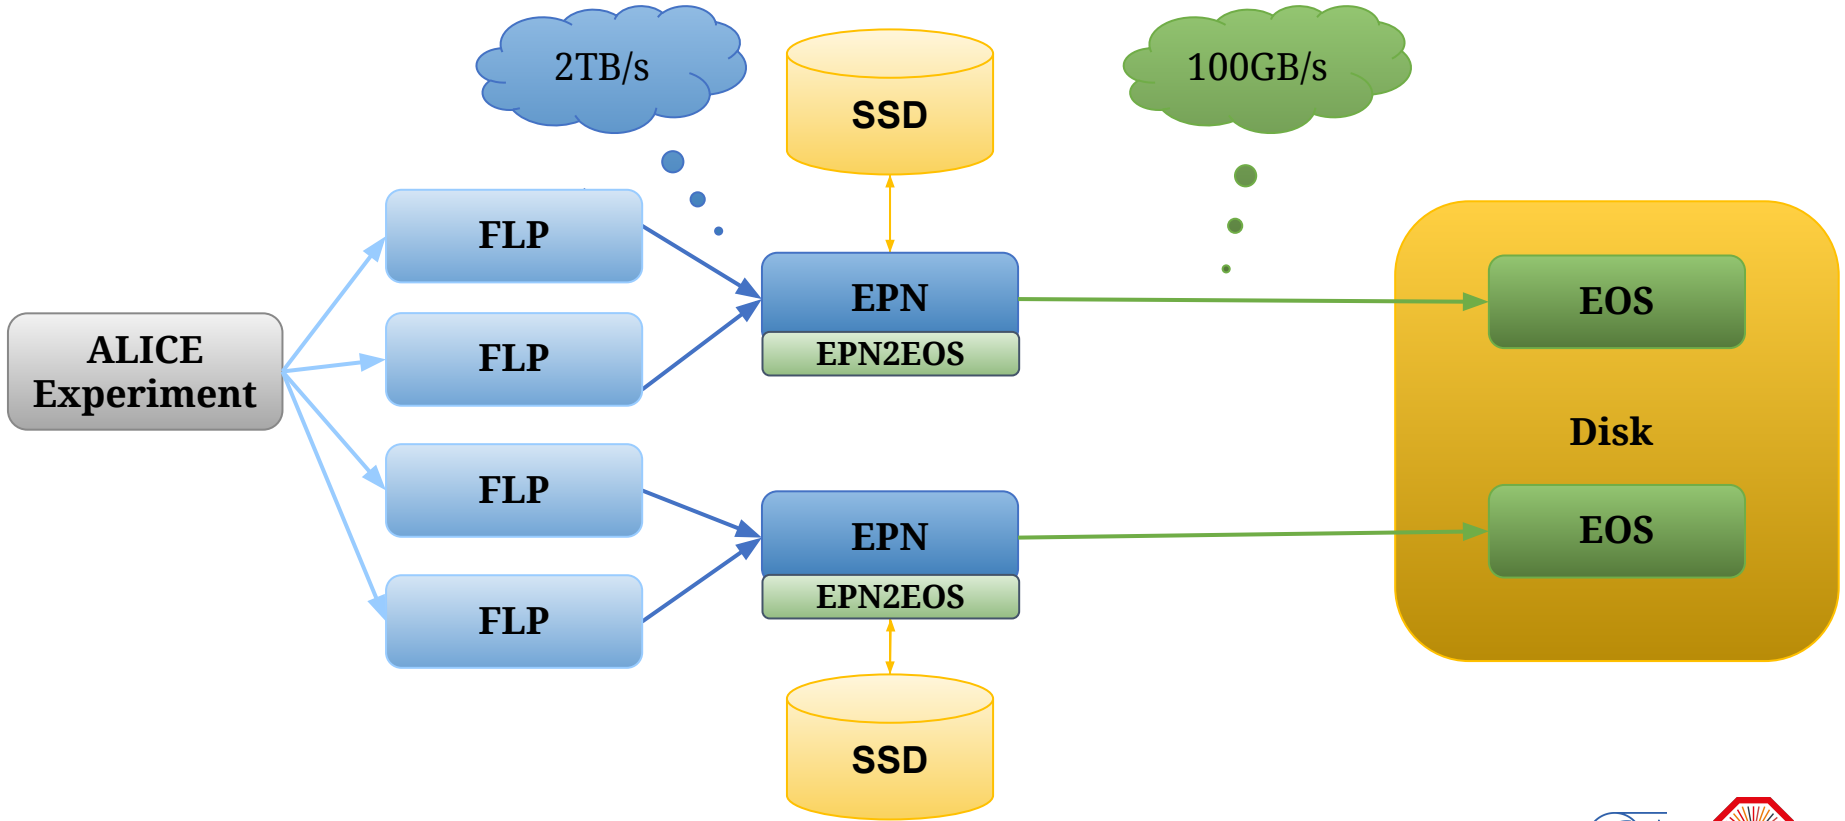 2TB/s
SSD
100GB/s
FLP
EPN
EPN2EOS
EOS
ALICE
Experiment
FLP
Disk
FLP
EPN
EPN2EOS
EOS
FLP
SSD